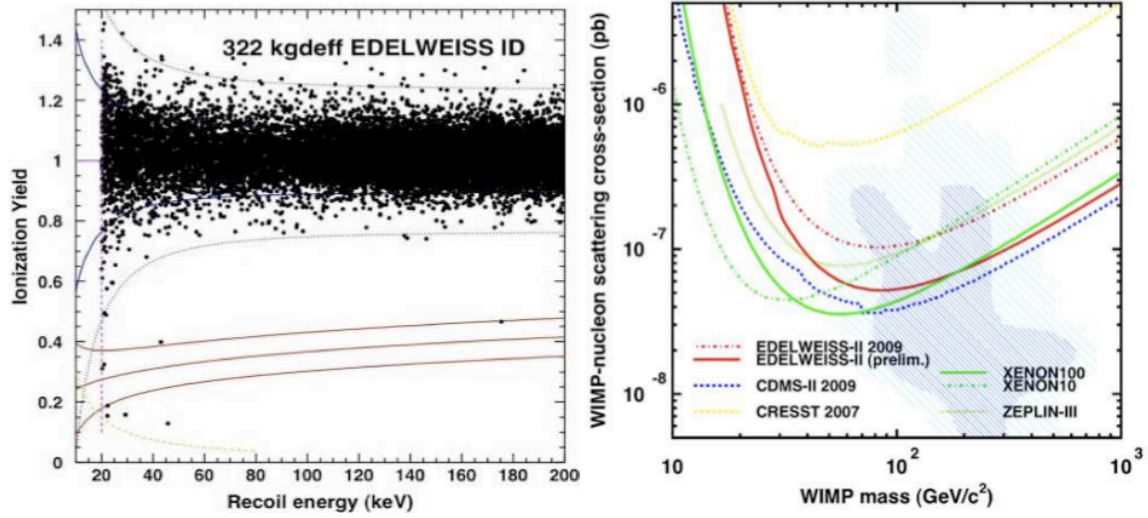 322 kgdeff EDELWEISS ID
Ionization Yield
1.4
1.2
1
0.8
0.6
0.4
0.2
0
20 40 60 80 100 120 140 160 180 200
Recoil energy (keV)
WIMP-nucleon scattering cross-section (pb)
10⁻⁶
10⁻⁷
10⁻⁸
EDELWEISS-II 2009
EDELWEISS-II (prelim.)
CDMS-II 2009
CRESST 2007
XENON100
XENON10
ZEPLIN-III
10 10² 10³
WIMP mass (GeV/c²)